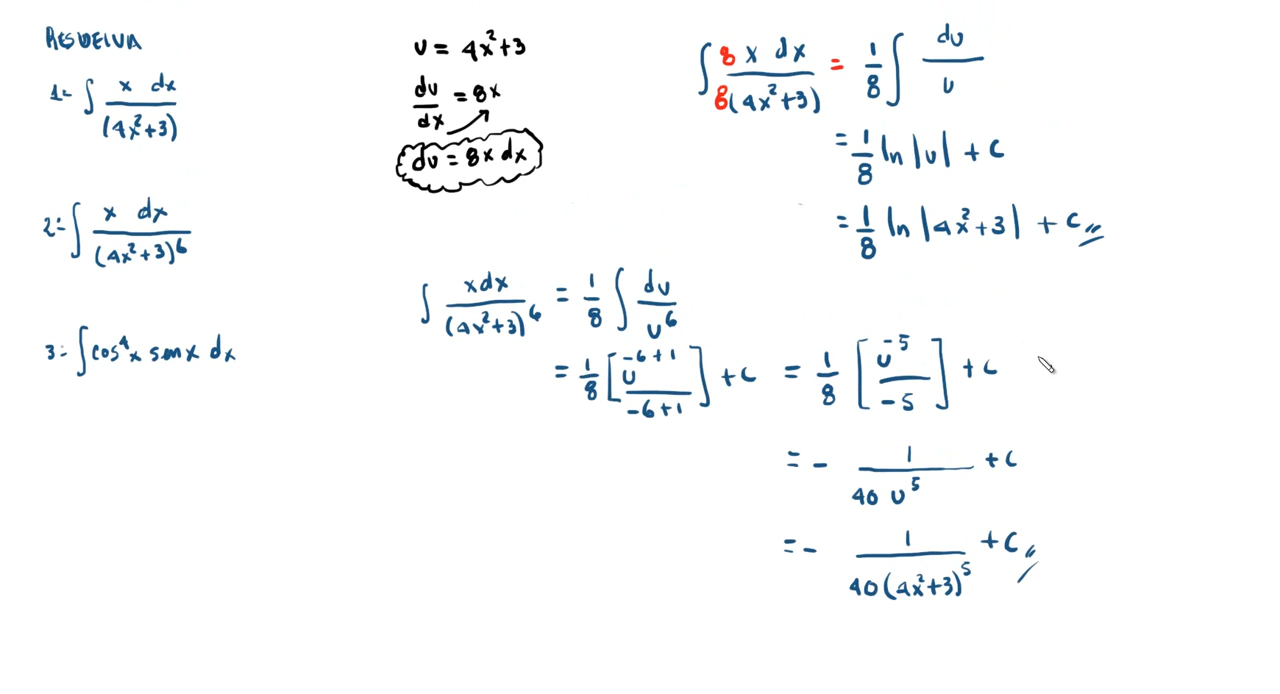 RESUELVA
1.- ∫ x dx / (4x²+3)
2.- ∫ x dx / (4x²+3)⁶
3.- ∫ cos⁴x senx dx
u = 4x²+3
du/dx = 8x
du = 8x dx
∫ 8 x dx / 8(4x²+3) = 1/8 ∫ du/u
= 1/8 ln |u| + c
= 1/8 ln |4x²+3| + c,,
∫ xdx / (4x²+3)⁶ = 1/8 ∫ du/u⁶
= 1/8 [u⁻⁶⁺¹ / -6+1] + c = 1/8 [u⁻⁵ / -5] + c
= - 1 / 40 u⁵ + c
= - 1 / 40(4x²+3)⁵ + c,,